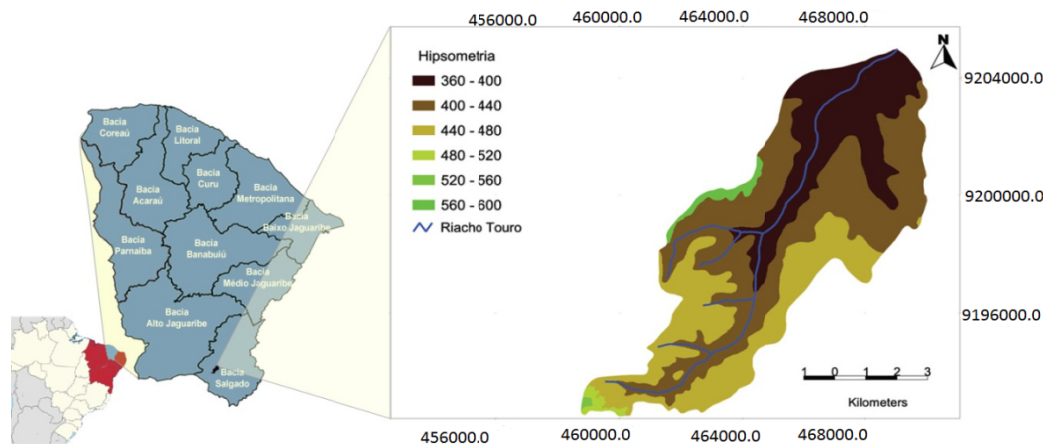 Bacia
Coreaú
Bacia
Litoral
Bacia
Acaraú
Bacia
Curu
Bacia
Metropolitana
Bacia
Baixo Jaguaribe
Bacia
Parnaiba
Bacia
Banabuiú
Bacia
Médio Jaguaribe
Bacia
Alto Jaguaribe
Bacia
Salgado
456000.0
460000.0
464000.0
468000.0
Hipsometria
360 - 400
400 - 440
440 - 480
480 - 520
520 - 560
560 - 600
Riacho Touro
N
9204000.0
9200000.0
9196000.0
1 0 1 2 3
Kilometers
456000.0
460000.0
464000.0
468000.0